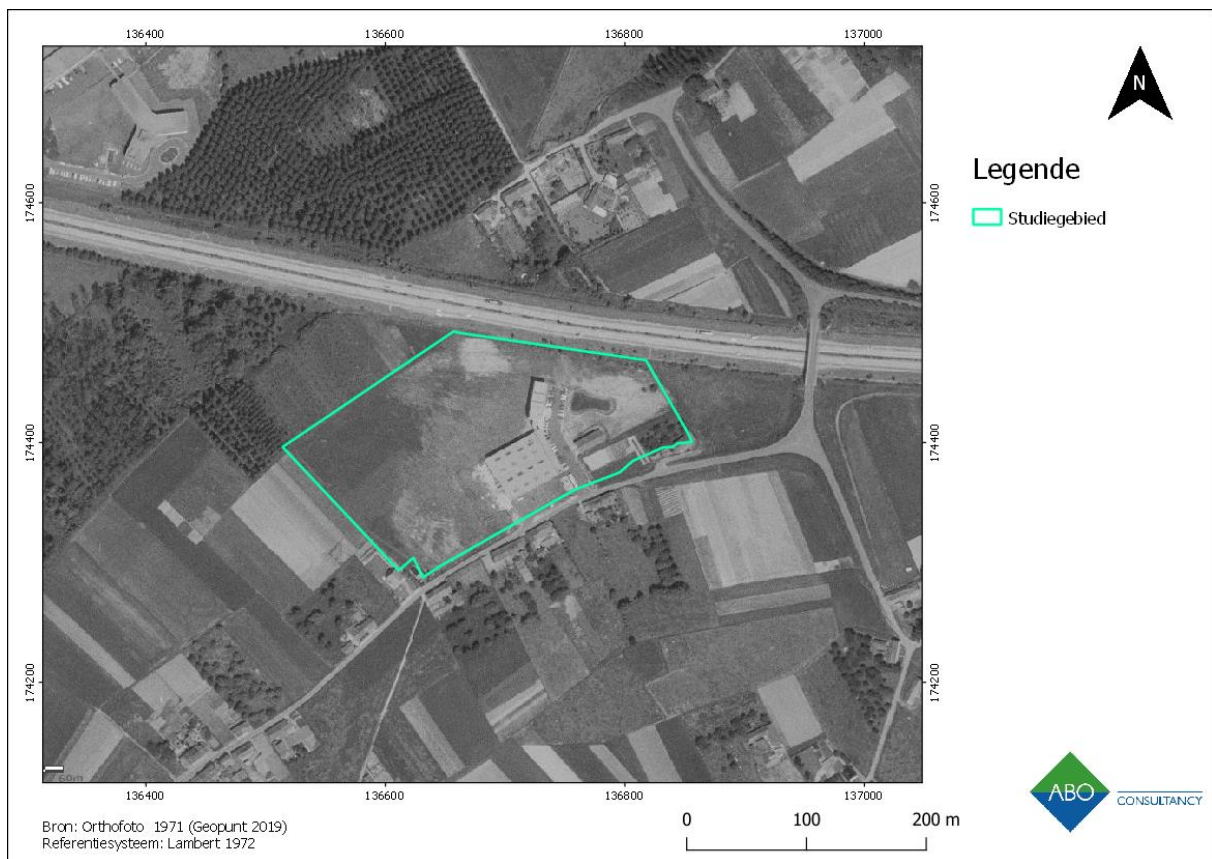 136400 136600 136800 137000
174600 174600
174400 174400
174200 174200
136400 136600 136800 137000
N
Legende
Studiegebied
60m
Bron: Orthofoto 1971 (Geopunt 2019)
Referentiesysteem: Lambert 1972
0 100 200 m
ABO CONSULTANCY